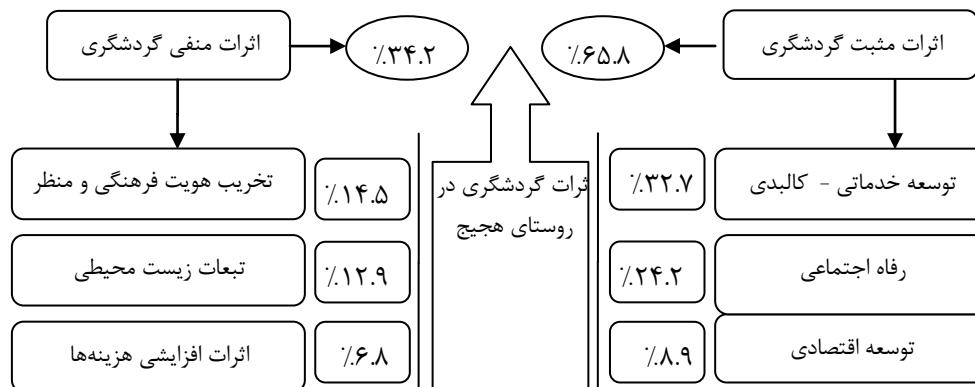 اثرات مثبت گردشگری
٪۶۵.۸
٪۳۴.۲
اثرات منفی گردشگری
توسعه خدماتی - کالبدی
٪۳۲.۷
ثرات گردشگری در
روستای هجیج
٪۱۴.۵
تخریب هویت فرهنگی و منظر
رفاه اجتماعی
٪۲۴.۲
٪۱۲.۹
تبعات زیست محیطی
توسعه اقتصادی
٪۸.۹
٪۶.۸
اثرات افزایشی هزینه‌ها